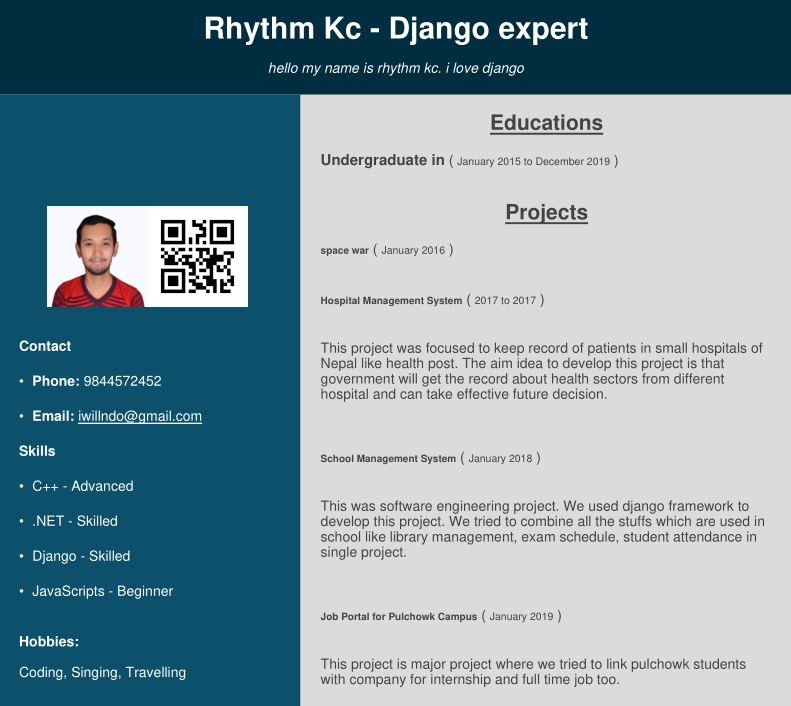 Rhythm Kc - Django expert
hello my name is rhythm kc. i love django
Contact
• Phone: 9844572452
• Email: iwillndo@gmail.com
Skills
• C++ - Advanced
• .NET - Skilled
• Django - Skilled
• JavaScripts - Beginner
Hobbies:
Coding, Singing, Travelling
Educations
Undergraduate in ( January 2015 to December 2019 )
Projects
space war ( January 2016 )
Hospital Management System ( 2017 to 2017 )
This project was focused to keep record of patients in small hospitals of
Nepal like health post. The aim idea to develop this project is that
government will get the record about health sectors from different
hospital and can take effective future decision.
School Management System ( January 2018 )
This was software engineering project. We used django framework to
develop this project. We tried to combine all the stuffs which are used in
school like library management, exam schedule, student attendance in
single project.
Job Portal for Pulchowk Campus ( January 2019 )
This project is major project where we tried to link pulchowk students
with company for internship and full time job too.